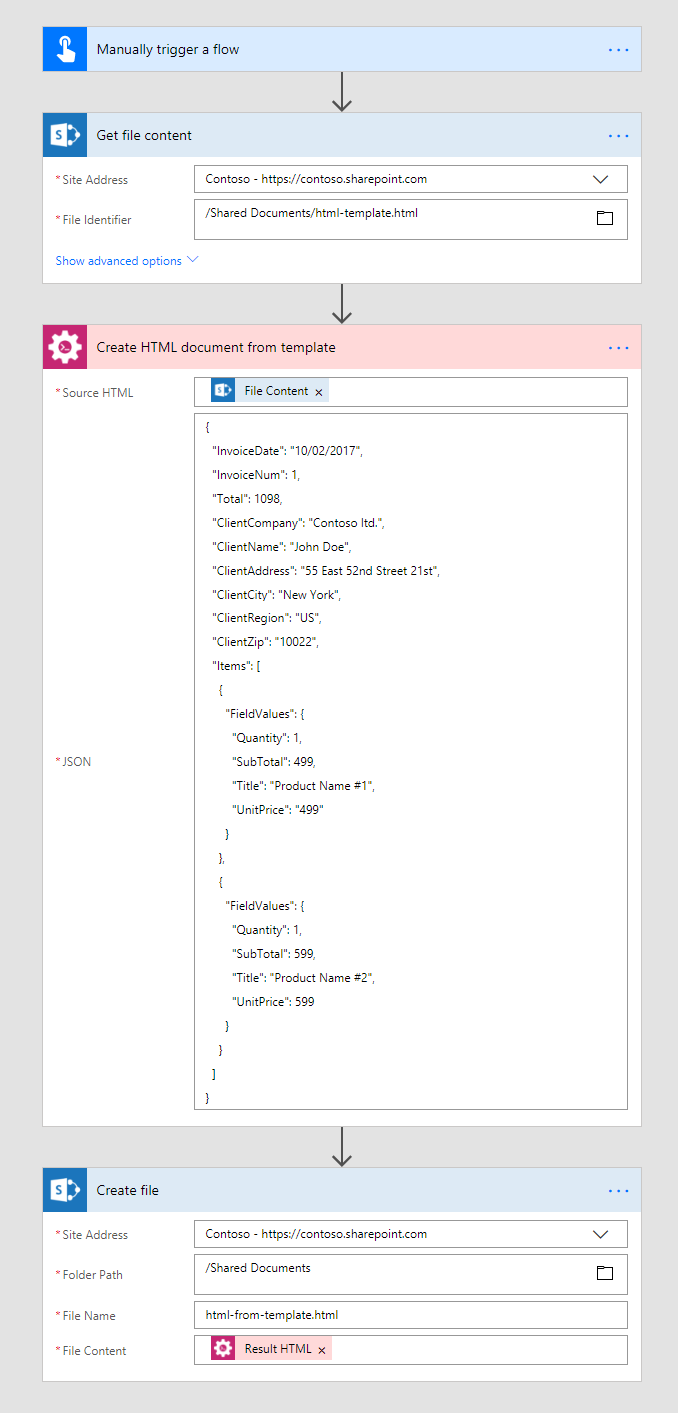 Manually trigger a flow
Get file content
* Site Address
Contoso - https://contoso.sharepoint.com
* File Identifier
/Shared Documents/html-template.html
Show advanced options
Create HTML document from template
* Source HTML
File Content ×
* JSON
{
"InvoiceDate": "10/02/2017",
"InvoiceNum": 1,
"Total": 1098,
"ClientCompany": "Contoso ltd.",
"ClientName": "John Doe",
"ClientAddress": "55 East 52nd Street 21st",
"ClientCity": "New York",
"ClientRegion": "US",
"ClientZip": "10022",
"Items": [
{
"FieldValues": {
"Quantity": 1,
"SubTotal": 499,
"Title": "Product Name #1",
"UnitPrice": "499"
}
},
{
"FieldValues": {
"Quantity": 1,
"SubTotal": 599,
"Title": "Product Name #2",
"UnitPrice": 599
}
}
]
}
Create file
* Site Address
Contoso - https://contoso.sharepoint.com
* Folder Path
/Shared Documents
* File Name
html-from-template.html
* File Content
Result HTML ×